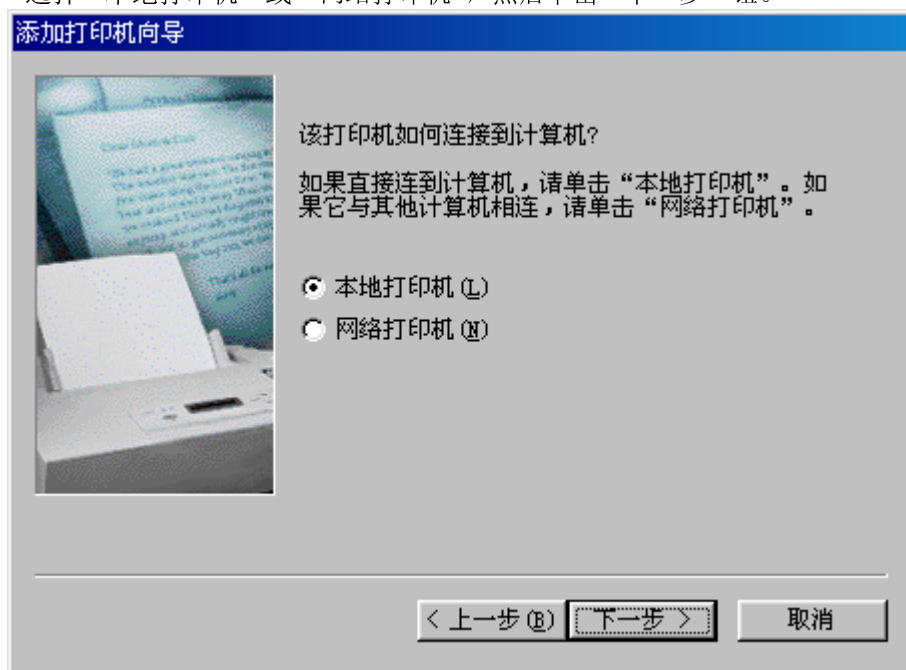 添加打印机向导
该打印机如何连接到计算机?
如果直接连到计算机，请单击“本地打印机”。如
果它与其他计算机相连，请单击“网络打印机”。
本地打印机(L)
网络打印机(N)
< 上一步(B)
下一步 >
取消